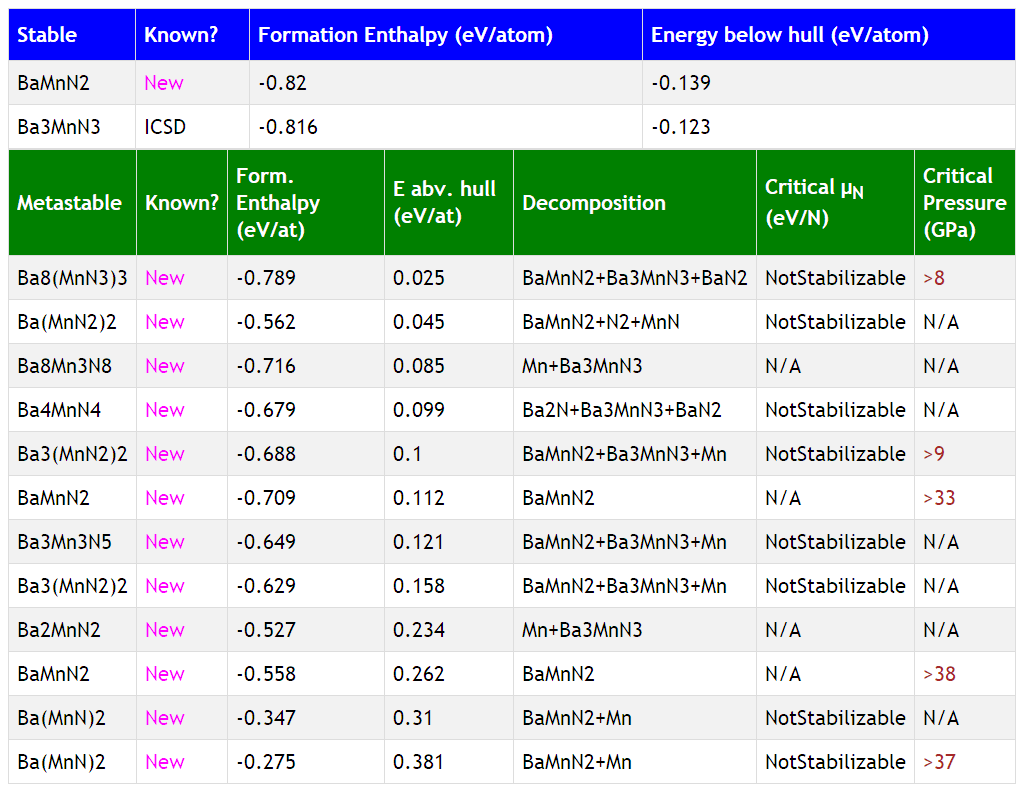 Stable Known? Formation Enthalpy (eV/atom) Energy below hull (eV/atom)
BaMnN2 New -0.82 -0.139
Ba3MnN3 ICSD -0.816 -0.123
Metastable Known? Form. Enthalpy (eV/at) E abv. hull (eV/at) Decomposition Critical μN (eV/N) Critical Pressure (GPa)
Ba8(MnN3)3 New -0.789 0.025 BaMnN2+Ba3MnN3+BaN2 NotStabilizable >8
Ba(MnN2)2 New -0.562 0.045 BaMnN2+N2+MnN NotStabilizable N/A
Ba8Mn3N8 New -0.716 0.085 Mn+Ba3MnN3 N/A N/A
Ba4MnN4 New -0.679 0.099 Ba2N+Ba3MnN3+BaN2 NotStabilizable N/A
Ba3(MnN2)2 New -0.688 0.1 BaMnN2+Ba3MnN3+Mn NotStabilizable >9
BaMnN2 New -0.709 0.112 BaMnN2 N/A >33
Ba3Mn3N5 New -0.649 0.121 BaMnN2+Ba3MnN3+Mn NotStabilizable N/A
Ba3(MnN2)2 New -0.629 0.158 BaMnN2+Ba3MnN3+Mn NotStabilizable N/A
Ba2MnN2 New -0.527 0.234 Mn+Ba3MnN3 N/A N/A
BaMnN2 New -0.558 0.262 BaMnN2 N/A >38
Ba(MnN)2 New -0.347 0.31 BaMnN2+Mn NotStabilizable N/A
Ba(MnN)2 New -0.275 0.381 BaMnN2+Mn NotStabilizable >37